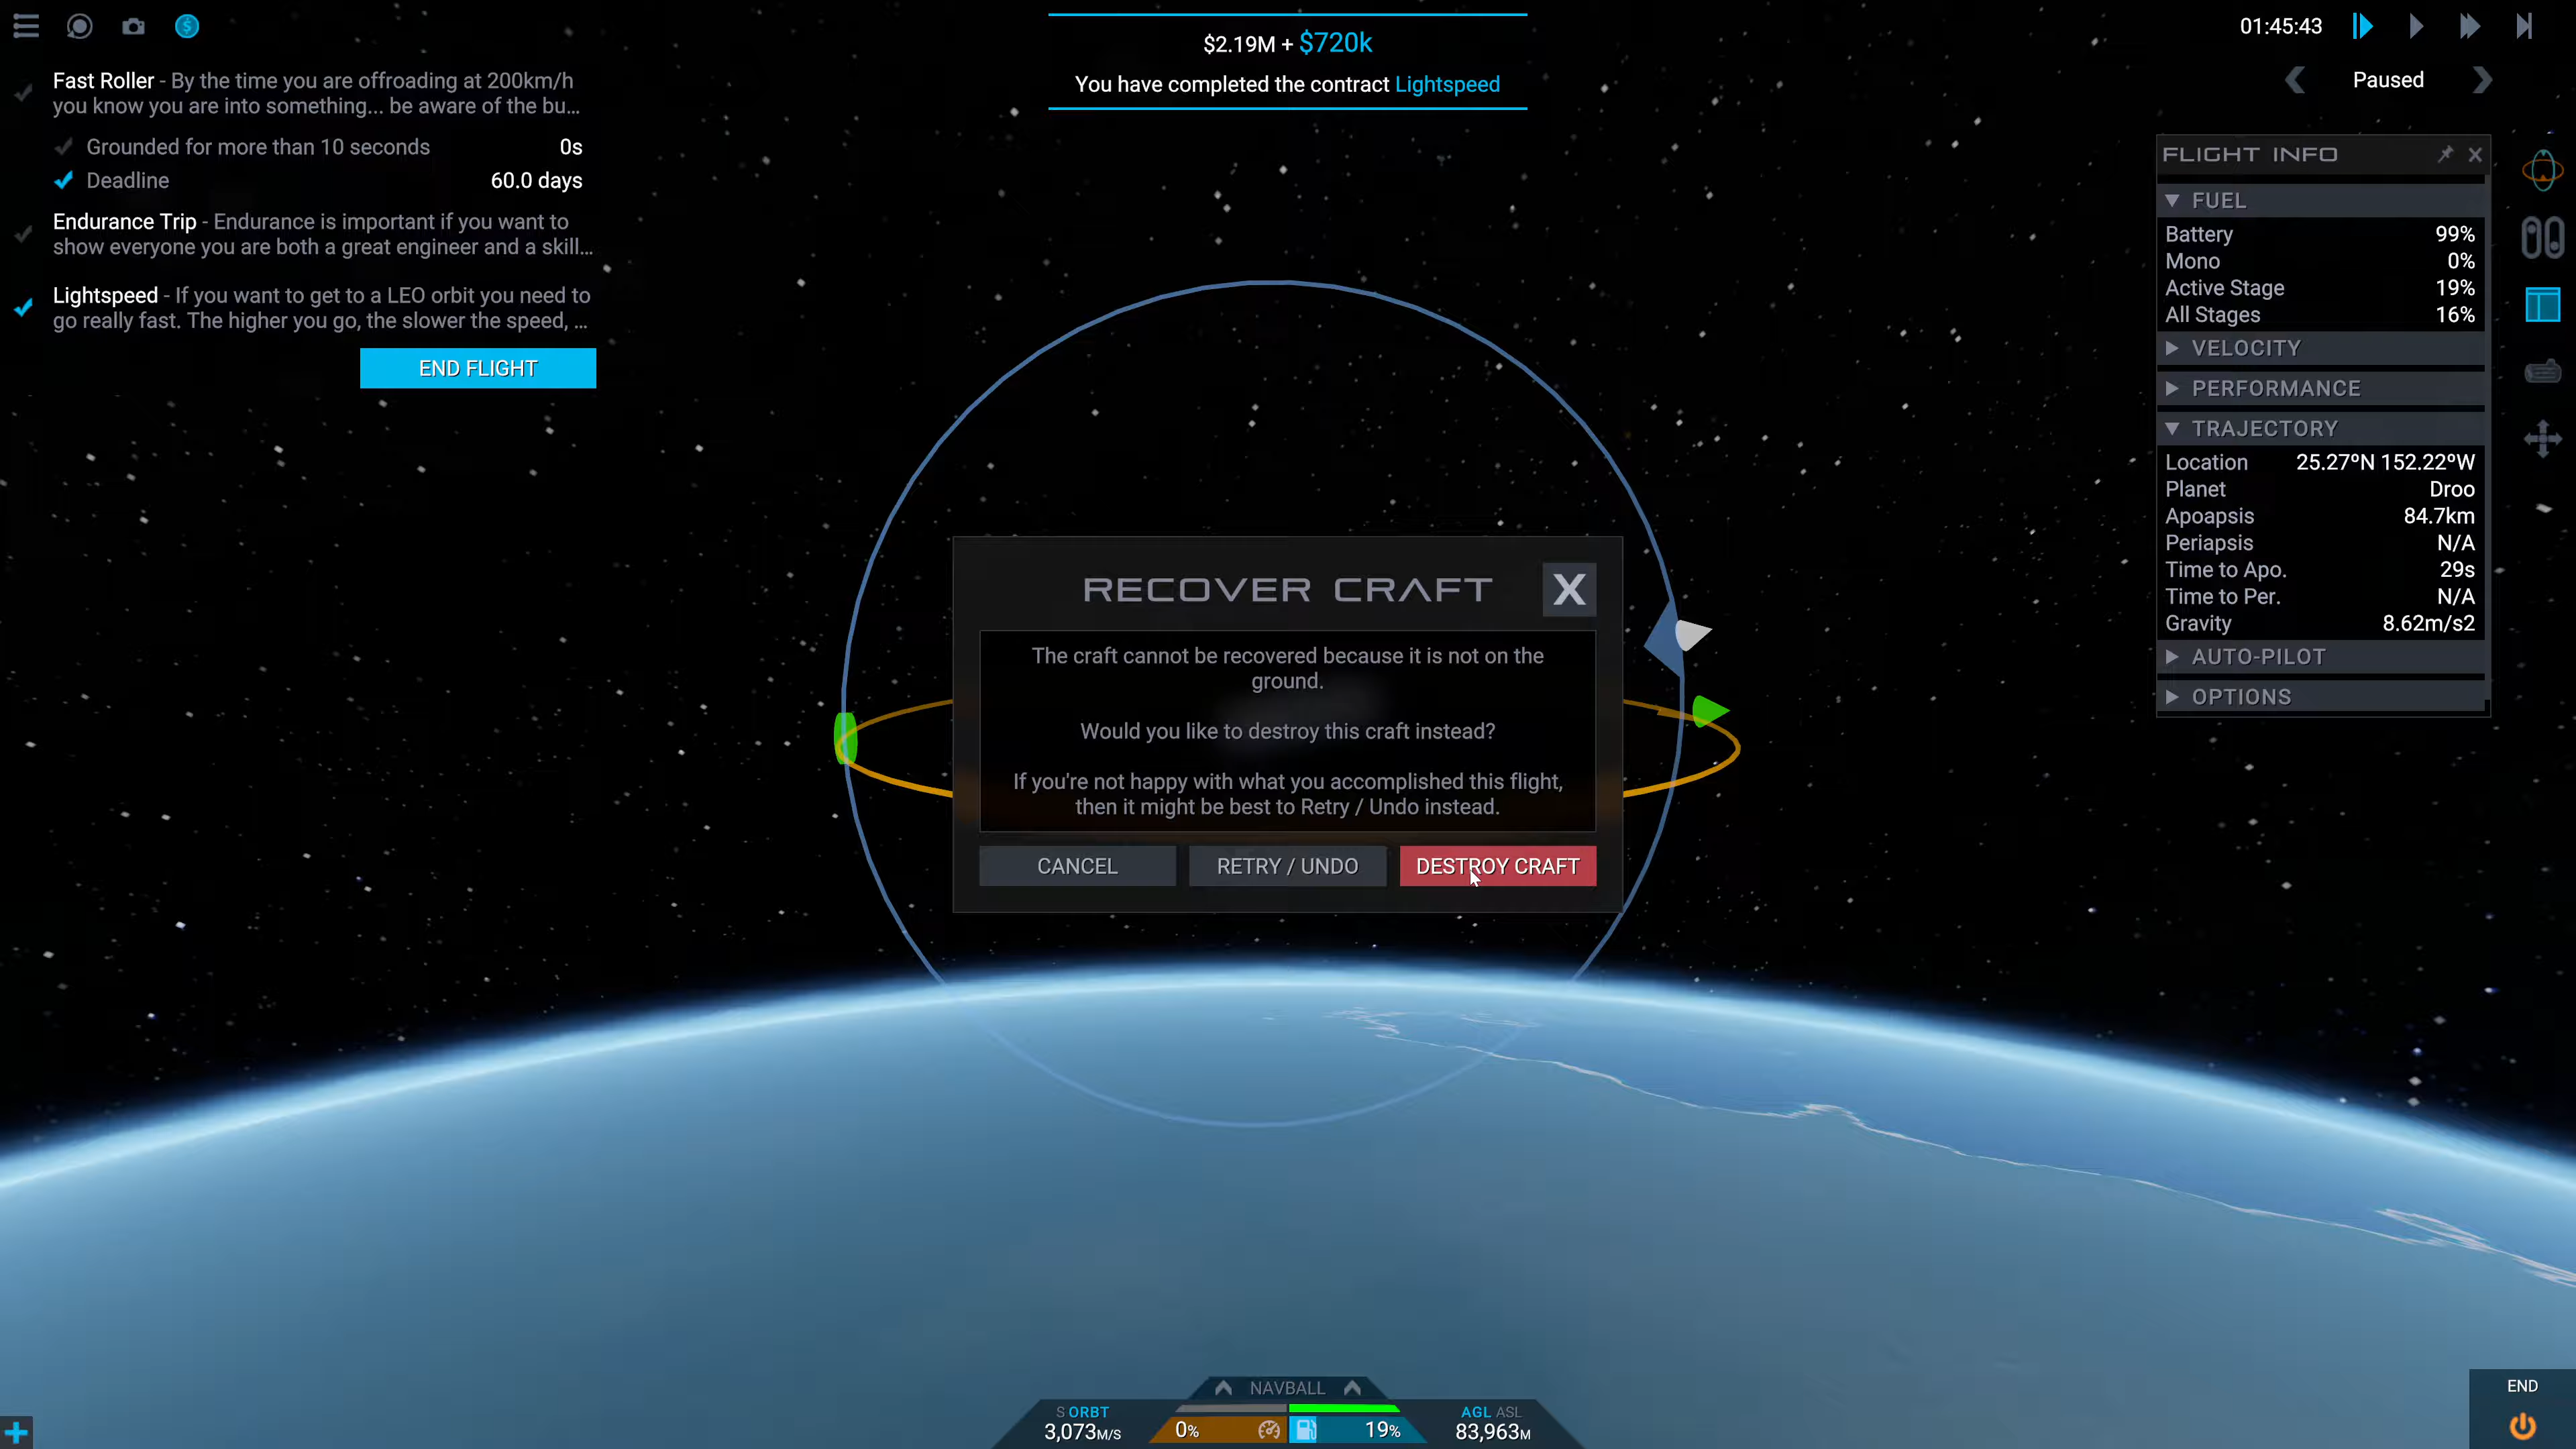 $2.19M + $720k
You have completed the contract Lightspeed
01:45:43
Paused
Fast Roller - By the time you are offroading at 200km/h
you know you are into something... be aware of the bu...
Grounded for more than 10 seconds 0s
Deadline 60.0 days
Endurance Trip - Endurance is important if you want to
show everyone you are both a great engineer and a skill...
Lightspeed - If you want to get to a LEO orbit you need to
go really fast. The higher you go, the slower the speed, ...
END FLIGHT
FLIGHT INFO
FUEL
Battery 99%
Mono 0%
Active Stage 19%
All Stages 16%
VELOCITY
PERFORMANCE
TRAJECTORY
Location 25.27ºN 152.22ºW
Planet Droo
Apoapsis 84.7km
Periapsis N/A
Time to Apo. 29s
Time to Per. N/A
Gravity 8.62m/s2
AUTO-PILOT
OPTIONS
RECOVER CRAFT
X
The craft cannot be recovered because it is not on the
ground.
Would you like to destroy this craft instead?
If you're not happy with what you accomplished this flight,
then it might be best to Retry / Undo instead.
CANCEL
RETRY / UNDO
DESTROY CRAFT
NAVBALL
S ORBT
3,073M/S
0%
19%
AGL ASL
83,963M
END